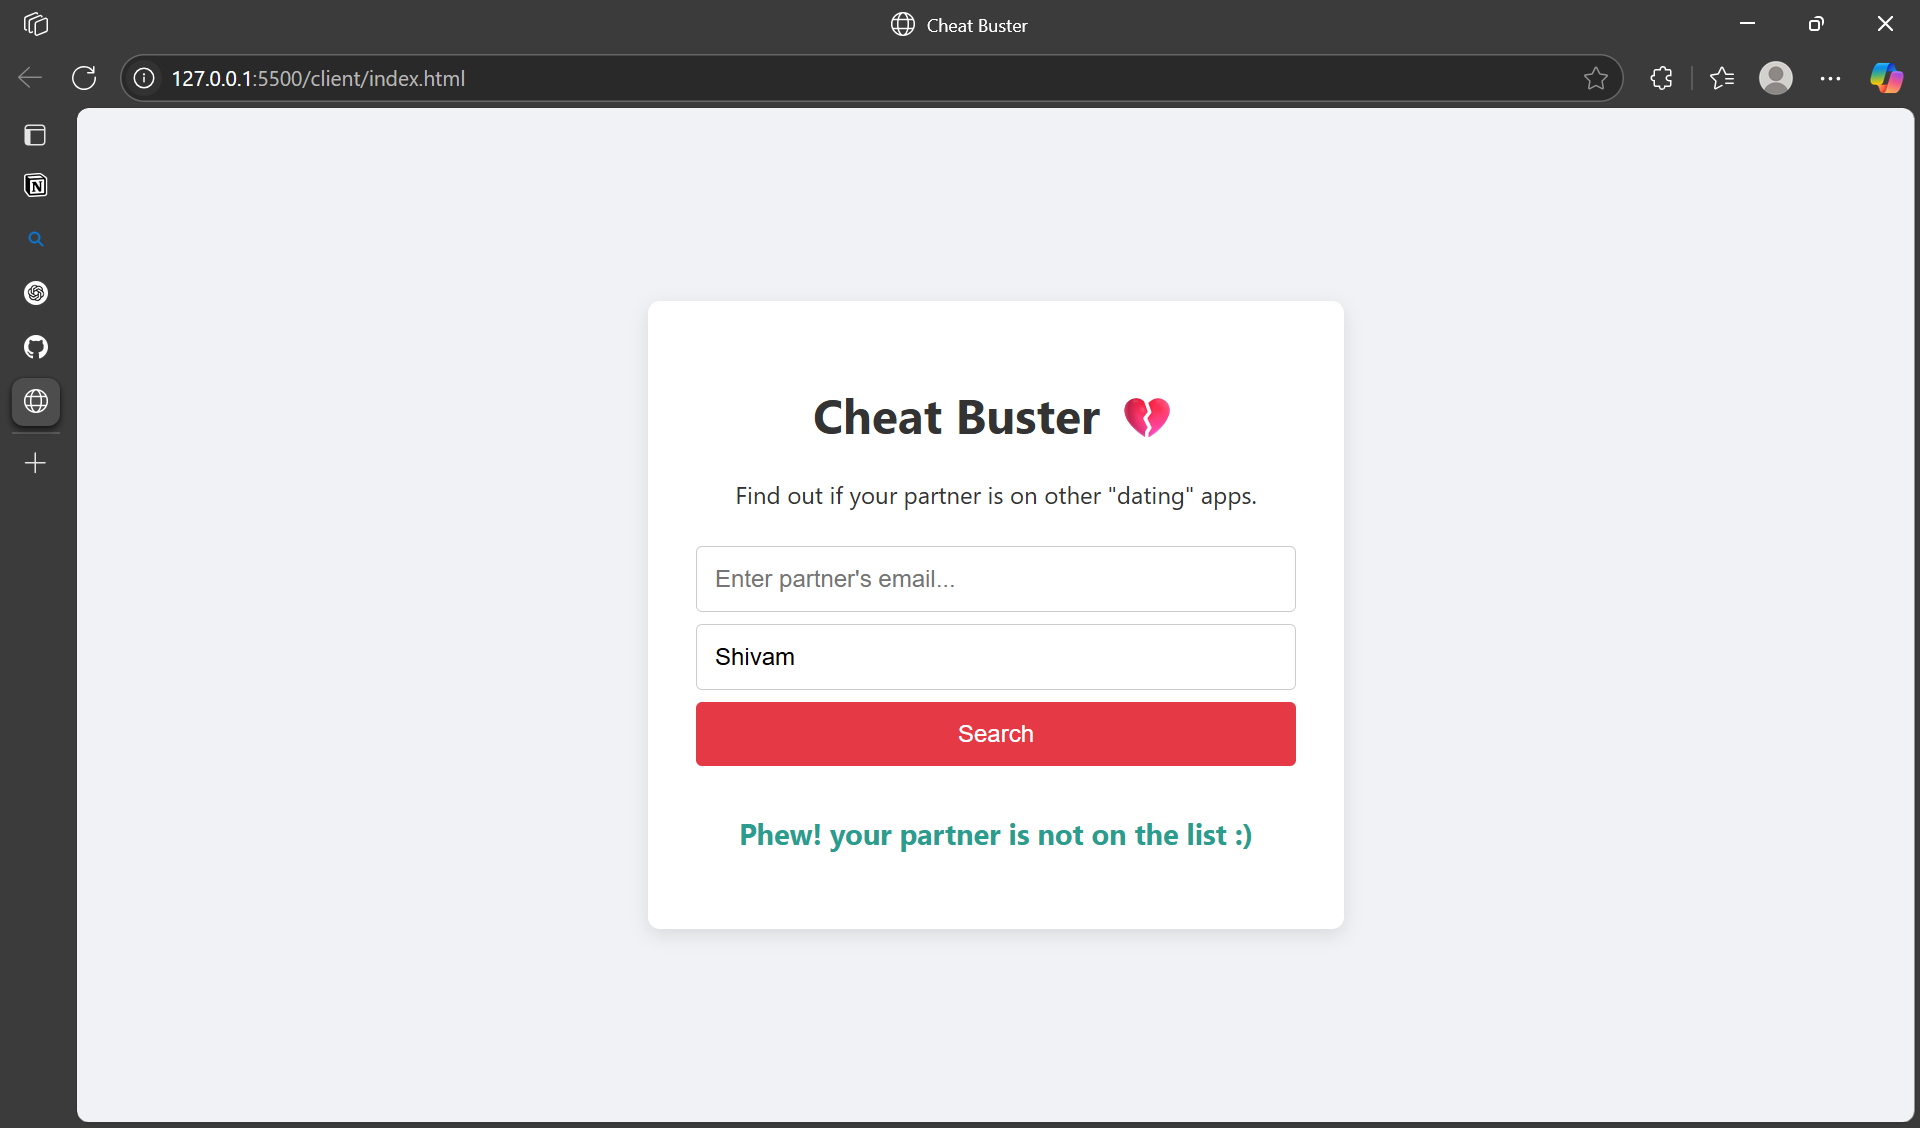 Cheat Buster
127.0.0.1:5500/client/index.html
N
Cheat Buster 💔
Find out if your partner is on other "dating" apps.
Enter partner's email...
Shivam
Search
Phew! your partner is not on the list :)